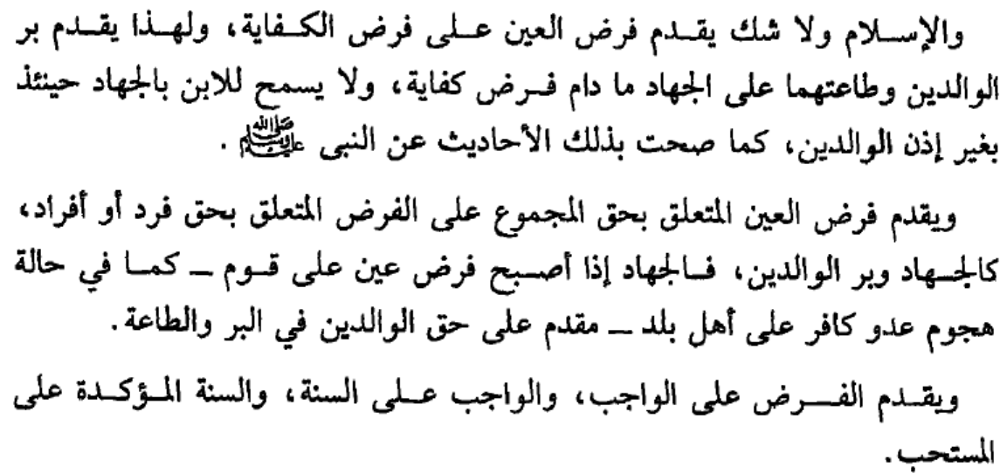 والإسلام ولا شك يقدم فرض العين على فرض الكفاية، ولهذا يقدم بر
الوالدين وطاعتهما على الجهاد ما دام فرض كفاية، ولا يسمح للابن بالجهاد حينئذ
بغير إذن الوالدين، كما صحت بذلك الأحاديث عن النبى ﷺ .
ويقدم فرض العين المتعلق بحق المجموع على الفرض المتعلق بحق فرد أو أفراد،
كالجهاد وبر الوالدين، فالجهاد إذا أصبح فرض عين على قوم ــ كما في حالة
هجوم عدو كافر على أهل بلد ــ مقدم على حق الوالدين في البر والطاعة.
ويقدم الفرض على الواجب، والواجب على السنة، والسنة المؤكدة على
المستحب.